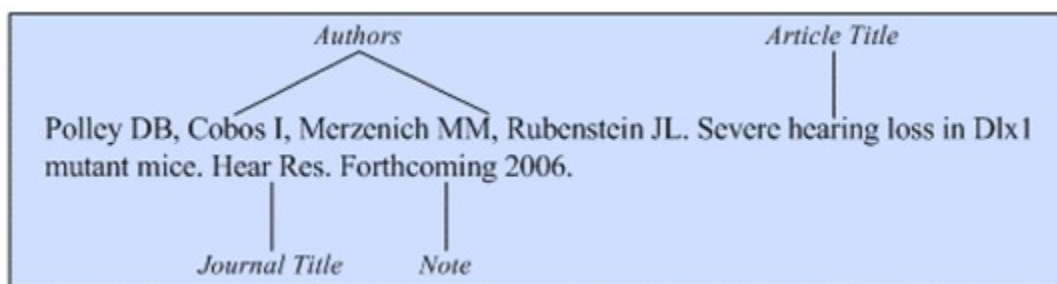 Authors Article Title
Polley DB, Cobos I, Merzenich MM, Rubenstein JL. Severe hearing loss in Dlx1
mutant mice. Hear Res. Forthcoming 2006.
Journal Title Note